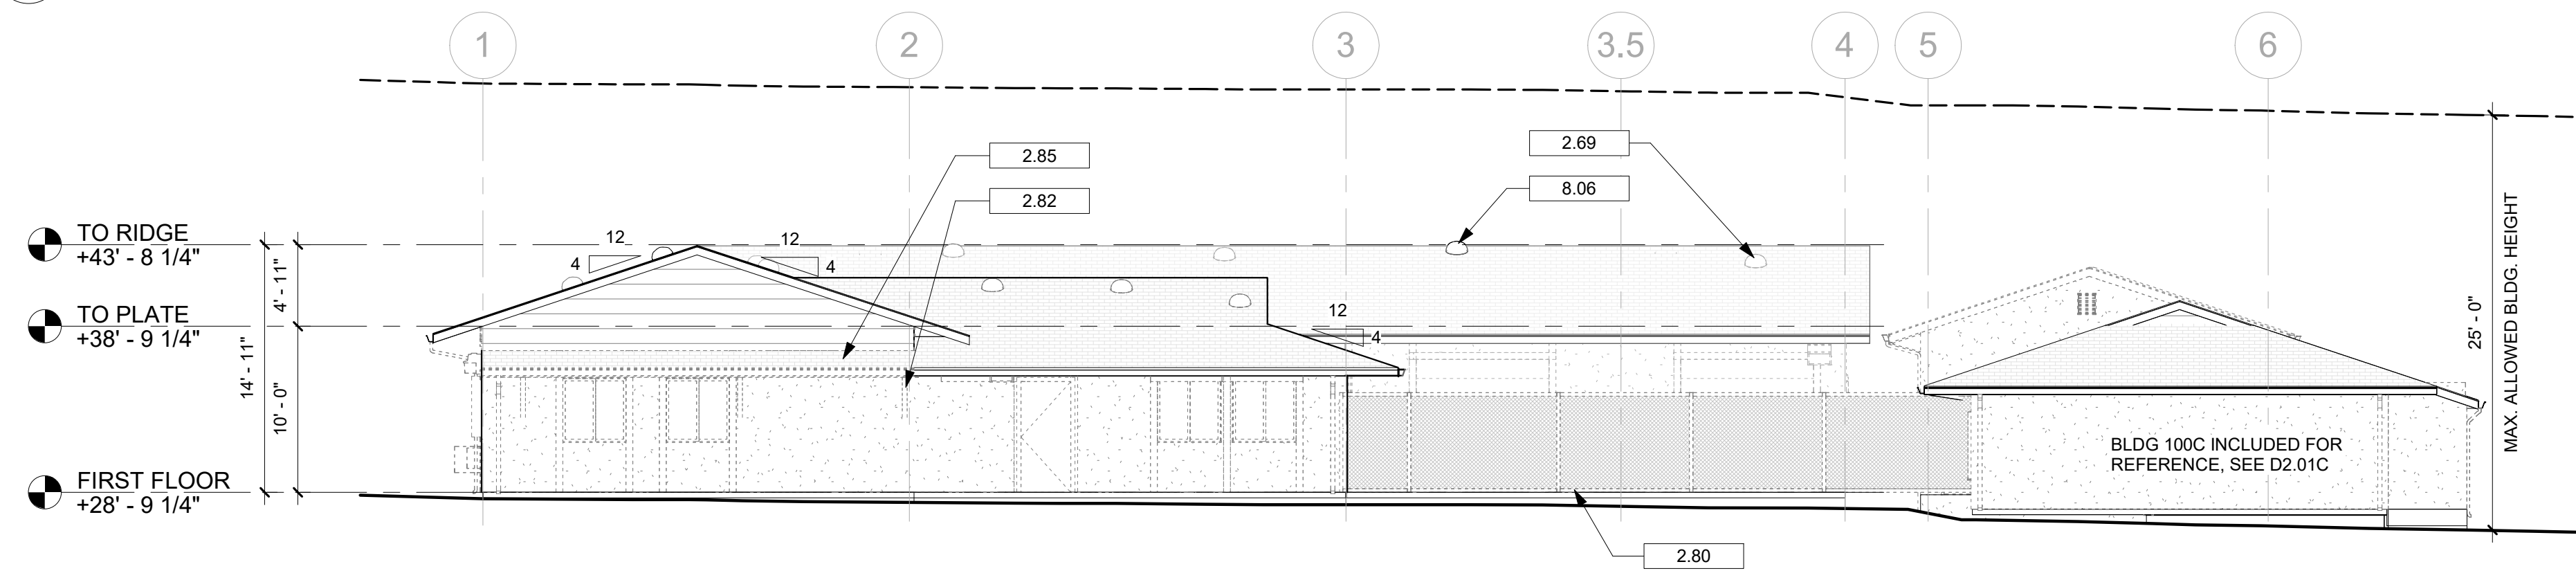 1
2
3
3.5
4
5
6
2.85
2.82
2.69
8.06
TO RIDGE
+43' - 8 1/4"
TO PLATE
+38' - 9 1/4"
FIRST FLOOR
+28' - 9 1/4"
14' - 11"
4' - 11"
10' - 0"
12
4
12
4
12
4
25' - 0"
MAX. ALLOWED BLDG. HEIGHT
BLDG 100C INCLUDED FOR
REFERENCE, SEE D2.01C
2.80